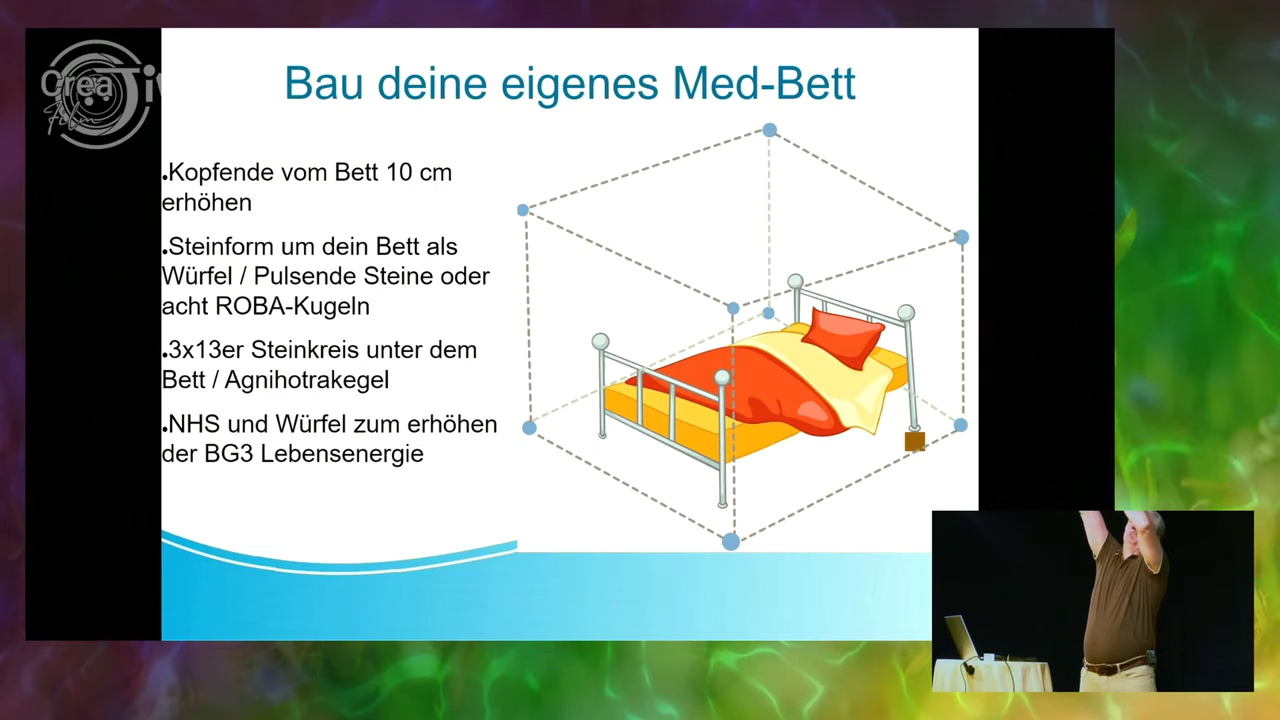 Bau deine eigenes Med-Bett
•Kopfende vom Bett 10 cm
erhöhen
•Steinform um dein Bett als
Würfel / Pulsende Steine oder
acht ROBA-Kugeln
•3x13er Steinkreis unter dem
Bett / Agnihotrakegel
•NHS und Würfel zum erhöhen
der BG3 Lebensenergie
Film